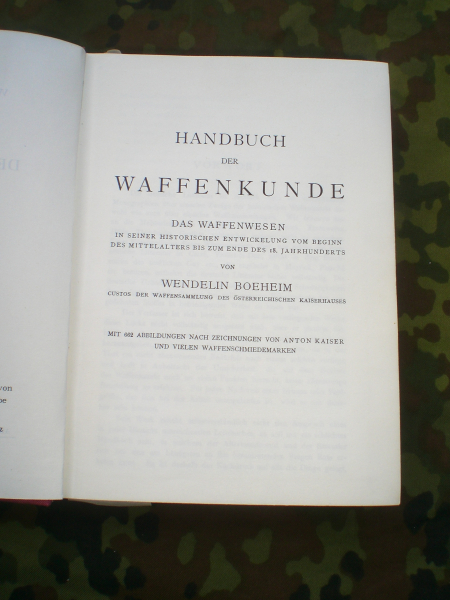 HANDBUCH
DER
WAFFENKUNDE
DAS WAFFENWESEN
IN SEINER HISTORISCHEN ENTWICKELUNG VOM BEGINN
DES MITTELALTERS BIS ZUM ENDE DES 18. JAHRHUNDERTS
VON
WENDELIN BOEHEIM
CUSTOS DER WAFFENSAMMLUNG DES ÖSTERREICHISCHEN KAISERHAUSES
MIT 662 ABBILDUNGEN NACH ZEICHNUNGEN VON ANTON KAISER
UND VIELEN WAFFENSCHMIEDEMARKEN
von